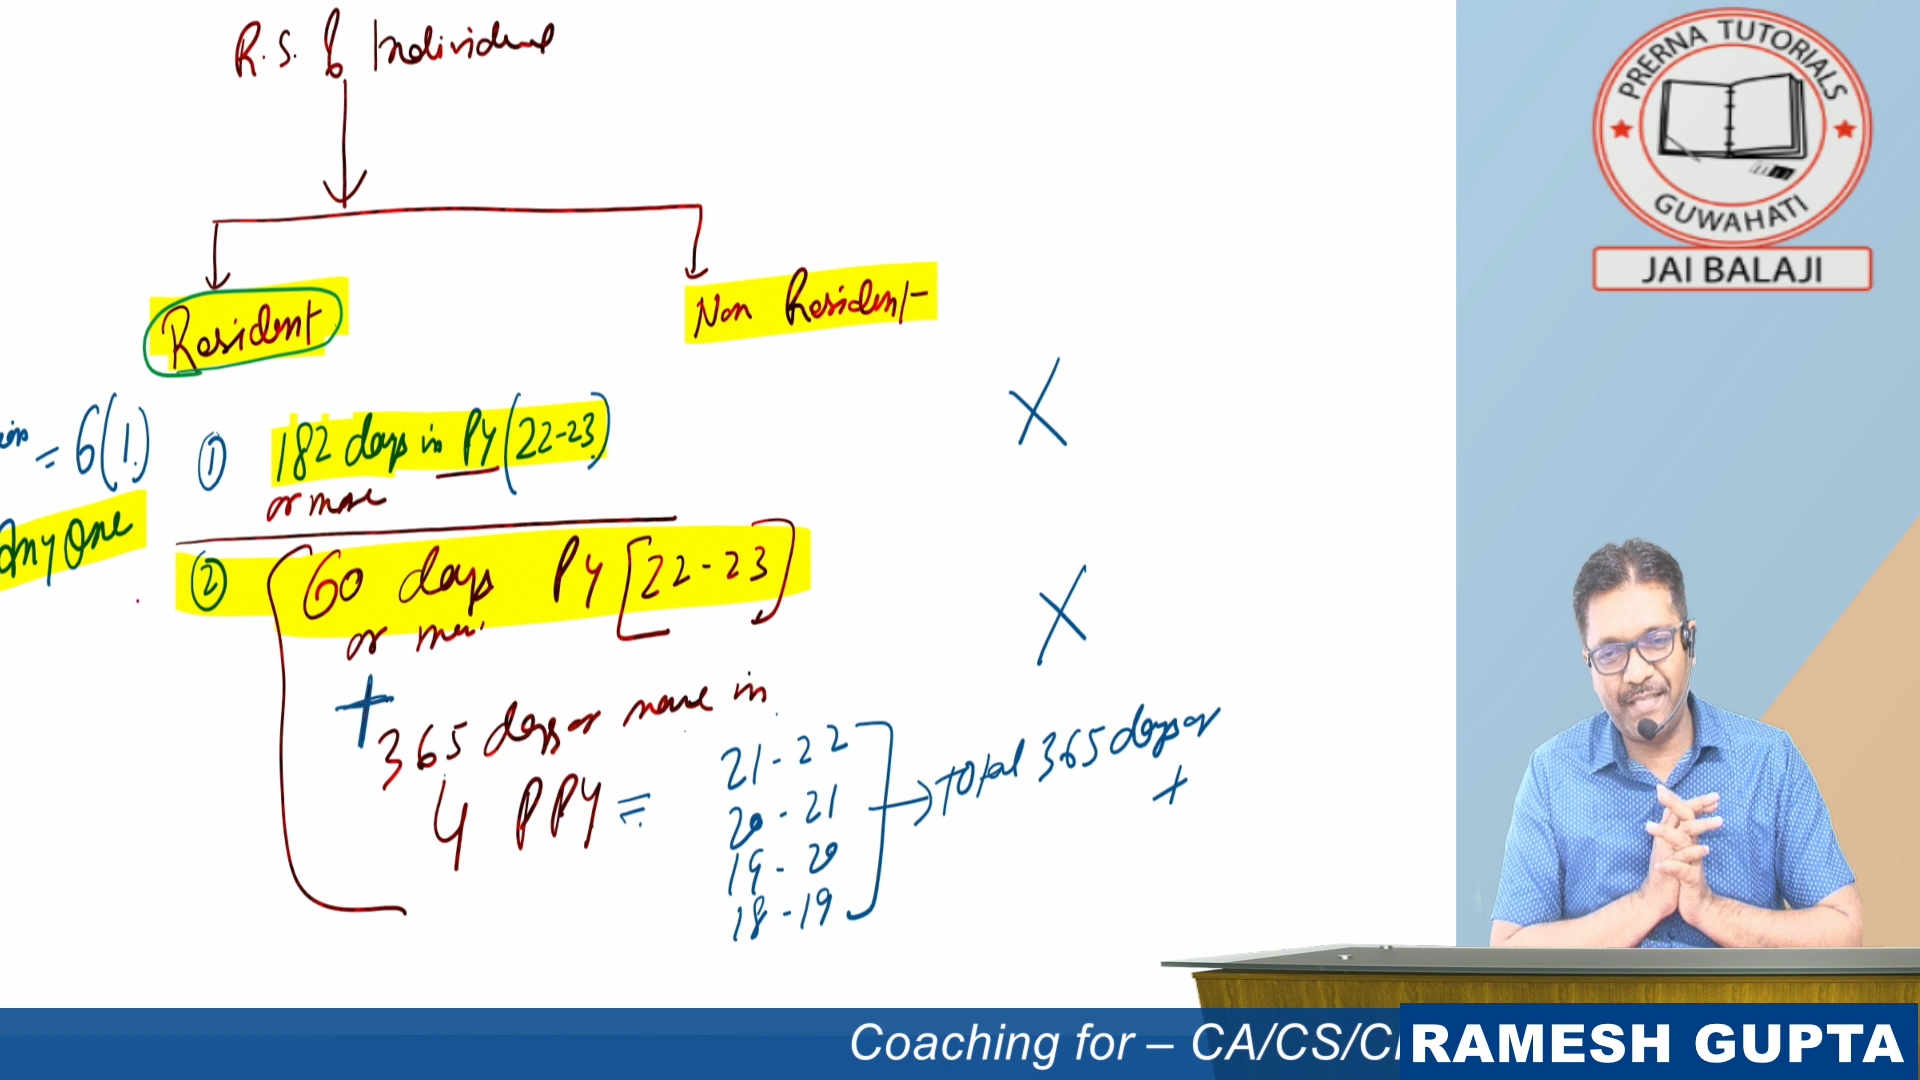 R.S. of Individual
Resident
Non Resident
= 6(1)
① 182 days in PY (22-23)
or more
Any One
② 60 days PY [22-23]
or more
+
365 days or more in
4 PPY =
21-22
20-21
19-20
18-19
→ total 365 days or
+
PRERNA TUTORIALS
GUWAHATI
JAI BALAJI
Coaching for – CA/CS/C
RAMESH GUPTA